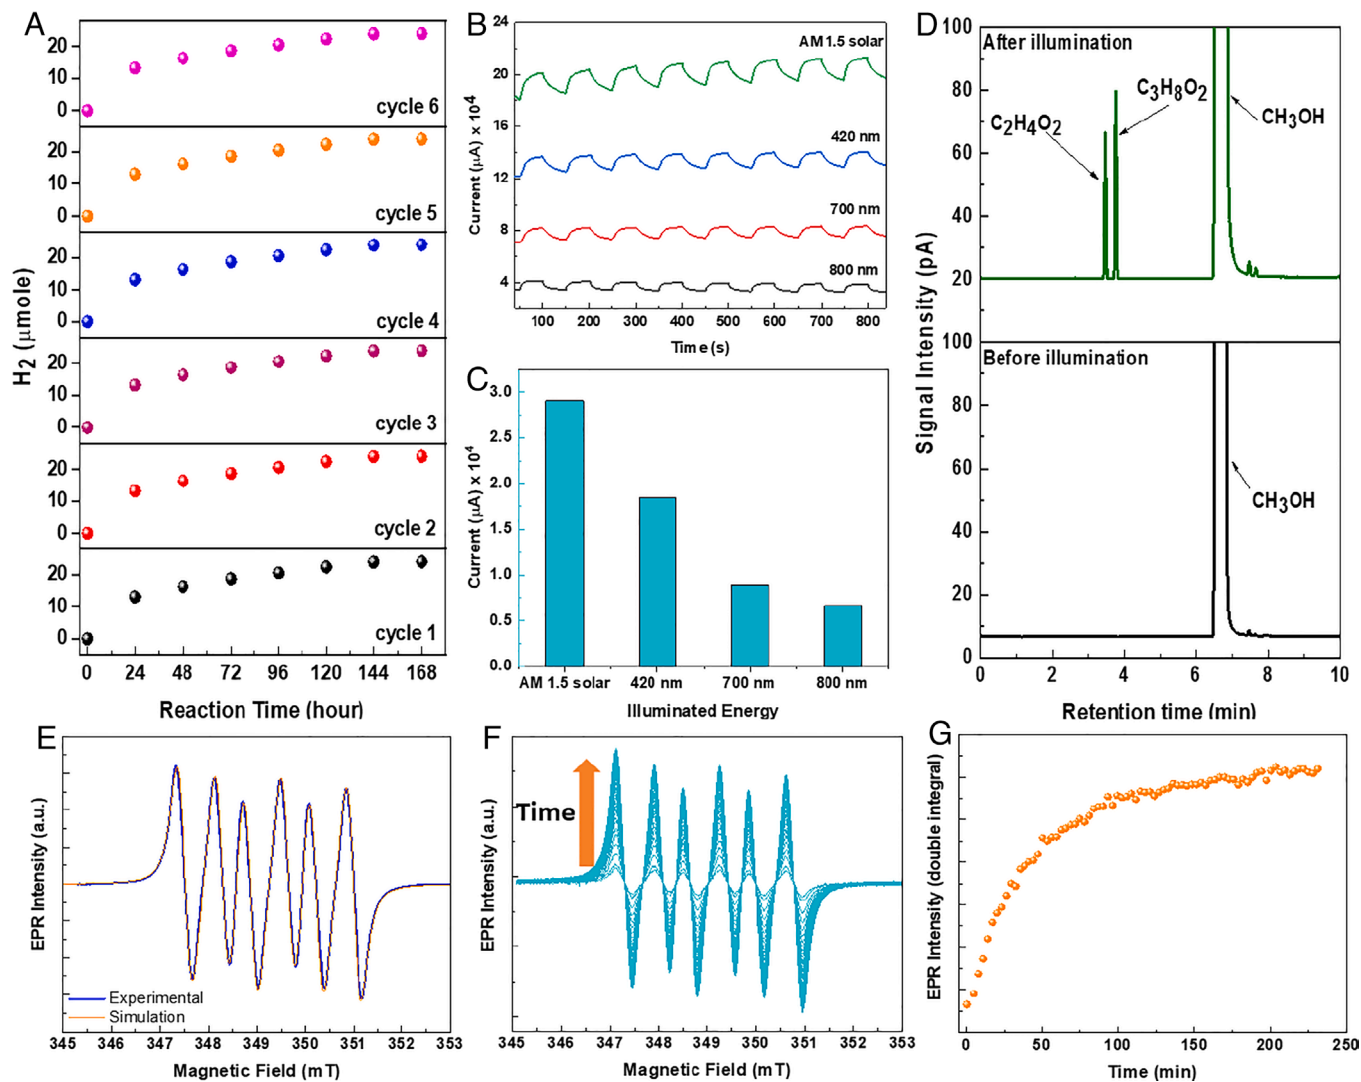 A
H2 (μmole)
20
10
0
cycle 6
20
10
0
cycle 5
20
10
0
cycle 4
20
10
0
cycle 3
20
10
0
cycle 2
20
10
0
cycle 1
0 24 48 72 96 120 144 168
Reaction Time (hour)
B
Current (μA) x 10⁴
24
20
16
12
8
4
AM 1.5 solar
420 nm
700 nm
800 nm
100 200 300 400 500 600 700 800
Time (s)
C
Current (μA) x 10⁴
3.0
2.5
2.0
1.5
1.0
0.5
0.0
AM 1.5 solar 420 nm 700 nm 800 nm
Illuminated Energy
D
Signal Intensity (pA)
100
80
60
40
20
After illumination
C2H4O2
C3H8O2
CH3OH
100
80
60
40
20
0
Before illumination
CH3OH
0 2 4 6 8 10
Retention time (min)
E
EPR Intensity (a.u.)
Experimental
Simulation
345 346 347 348 349 350 351 352 353
Magnetic Field (mT)
F
EPR Intensity (a.u.)
Time
345 346 347 348 349 350 351 352 353
Magnetic Field (mT)
G
EPR Intensity (double integral)
0 50 100 150 200 250
Time (min)